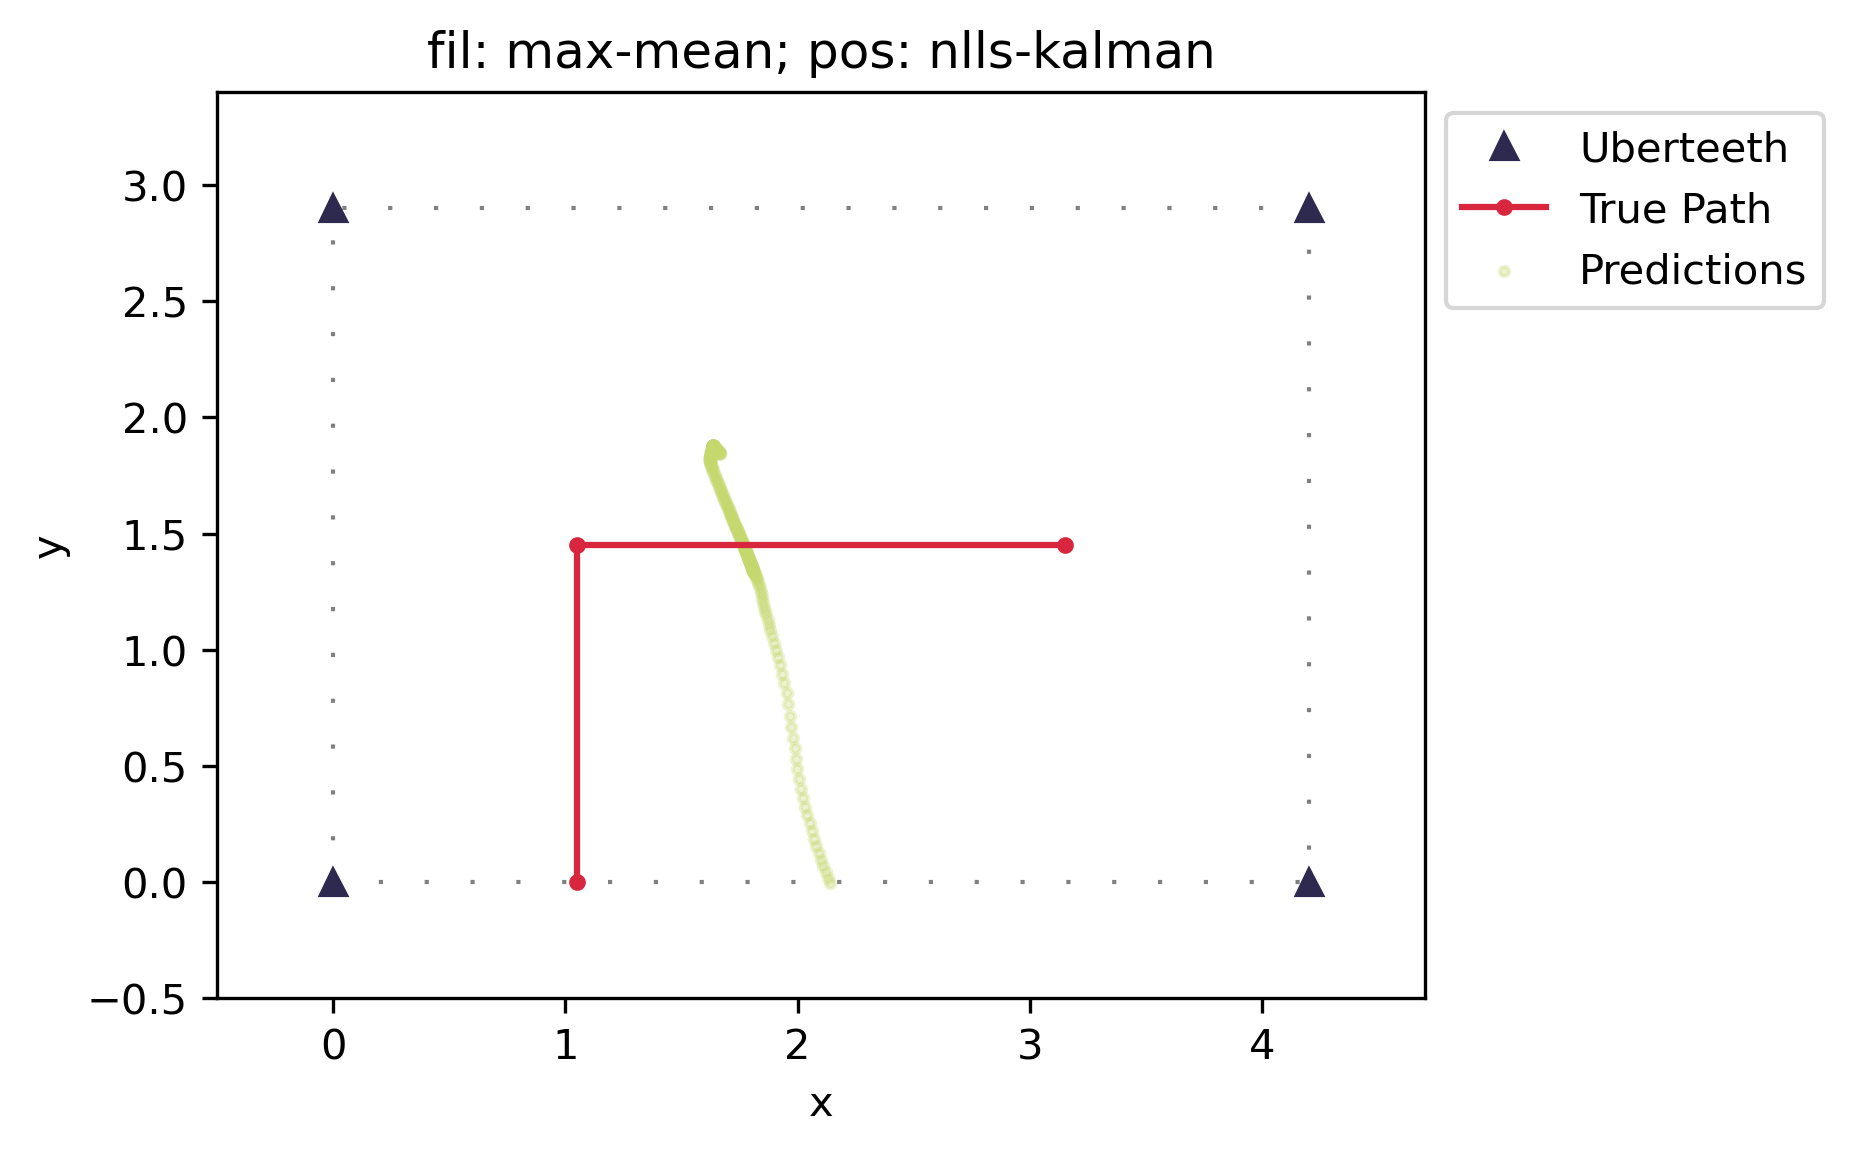 fil: max-mean; pos: nlls-kalman
Uberteeth
True Path
Predictions
3.0
2.5
2.0
1.5
1.0
0.5
0.0
−0.5
y
0 1 2 3 4
x